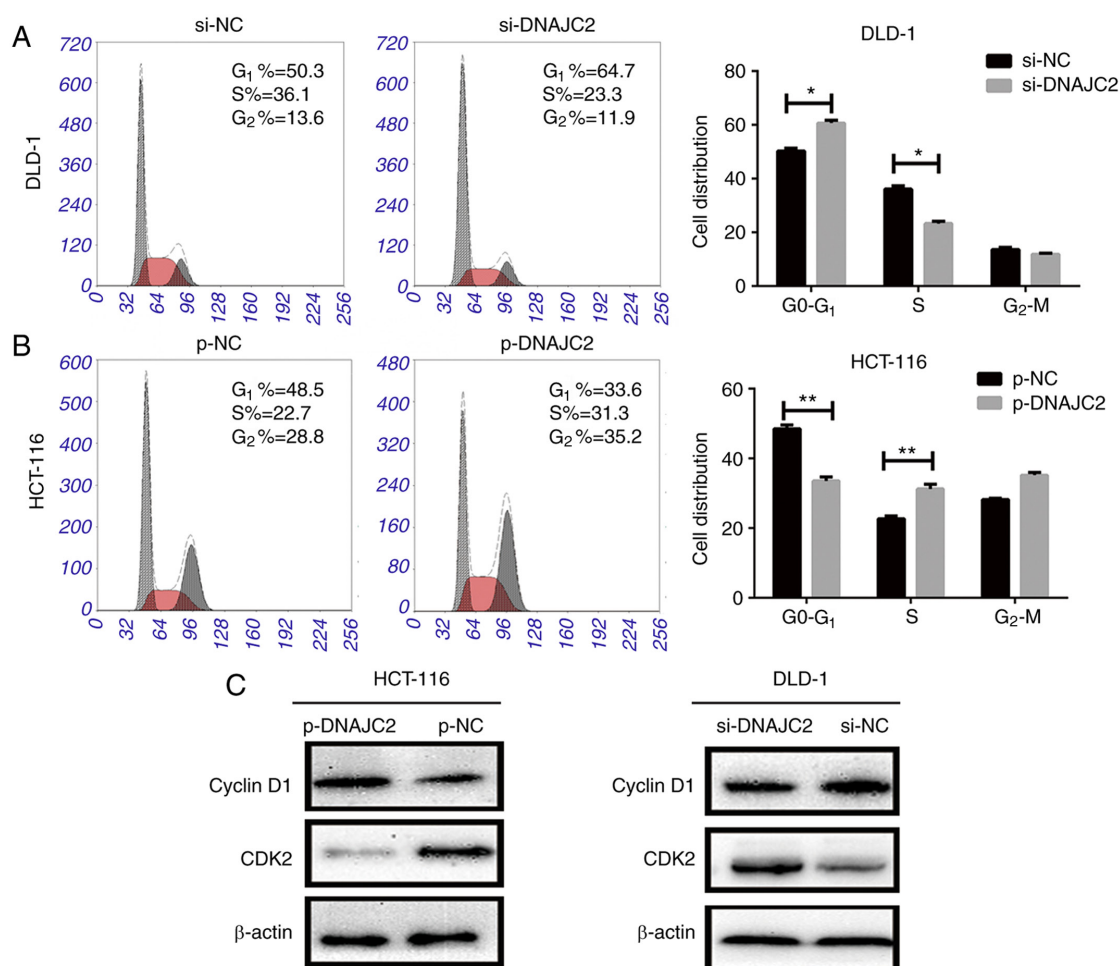 A
si-NC
DLD-1
720
600
480
360
240
120
0
0 32 64 96 128 160 192 224 256
G1 %=50.3
S%=36.1
G2 %=13.6
si-DNAJC2
720
600
480
360
240
120
0
0 32 64 96 128 160 192 224 256
G1 %=64.7
S%=23.3
G2 %=11.9
DLD-1
si-NC
si-DNAJC2
Cell distribution
80
60
40
20
0
*
*
G0-G1 S G2-M
B
p-NC
HCT-116
600
500
400
300
200
100
0
0 32 64 96 128 160 192 224 256
G1 %=48.5
S%=22.7
G2 %=28.8
p-DNAJC2
480
400
320
240
160
80
0
0 32 64 96 128 160 192 224 256
G1 %=33.6
S%=31.3
G2 %=35.2
HCT-116
p-NC
p-DNAJC2
Cell distribution
60
40
20
0
**
**
G0-G1 S G2-M
C
HCT-116
p-DNAJC2 p-NC
Cyclin D1
CDK2
β-actin
DLD-1
si-DNAJC2 si-NC
Cyclin D1
CDK2
β-actin